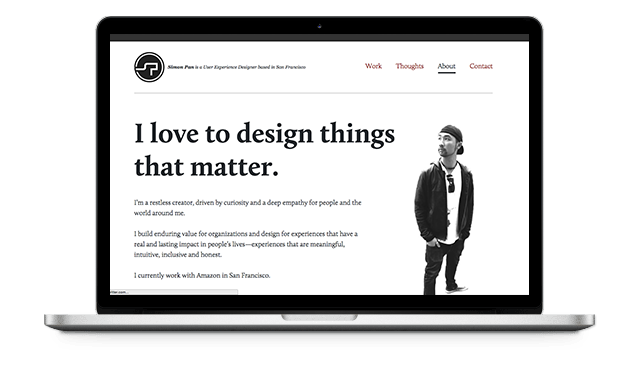 SP
Simon Pan is a User Experience Designer based in San Francisco
Work Thoughts About Contact
I love to design things
that matter.
I'm a restless creator, driven by curiosity and a deep empathy for people and the
world around me.
I build enduring value for organizations and design for experiences that have a
real and lasting impact in people's lives—experiences that are meaningful,
intuitive, inclusive and honest.
I currently work with Amazon in San Francisco.